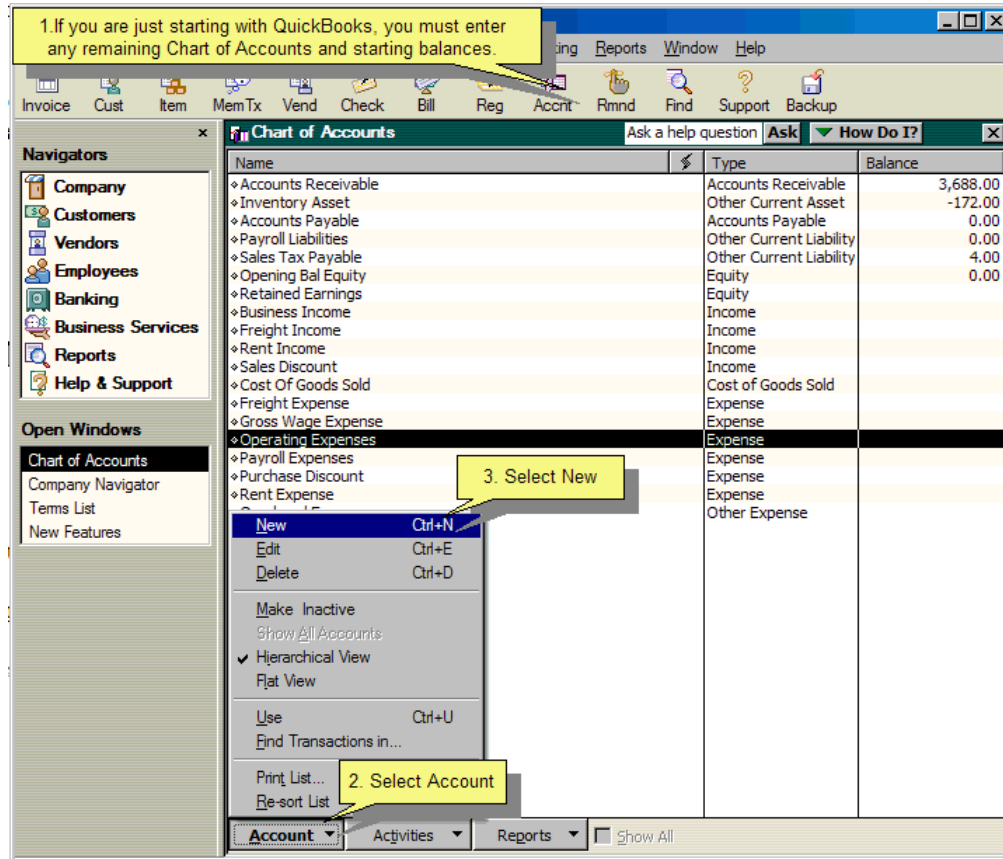 1.If you are just starting with QuickBooks, you must enter
any remaining Chart of Accounts and starting balances.
Reports Window Help
Invoice Cust Item MemTx Vend Check Bill Reg Accnt Rmnd Find Support Backup
Navigators
Company
Customers
Vendors
Employees
Banking
Business Services
Reports
Help & Support
Open Windows
Chart of Accounts
Company Navigator
Terms List
New Features
Chart of Accounts Ask a help question Ask How Do I?
Name Type Balance
Accounts Receivable Accounts Receivable 3,688.00
Inventory Asset Other Current Asset -172.00
Accounts Payable Accounts Payable 0.00
Payroll Liabilities Other Current Liability 0.00
Sales Tax Payable Other Current Liability 4.00
Opening Bal Equity Equity 0.00
Retained Earnings Equity
Business Income Income
Freight Income Income
Rent Income Income
Sales Discount Income
Cost Of Goods Sold Cost of Goods Sold
Freight Expense Expense
Gross Wage Expense Expense
Operating Expenses Expense
Payroll Expenses Expense
Purchase Discount Expense
Rent Expense Expense
Other Expense
3. Select New
New Ctrl+N
Edit Ctrl+E
Delete Ctrl+D
Make Inactive
Show All Accounts
Hierarchical View
Flat View
Use Ctrl+U
Find Transactions in...
Print List...
Re-sort List
2. Select Account
Account Activities Reports Show All